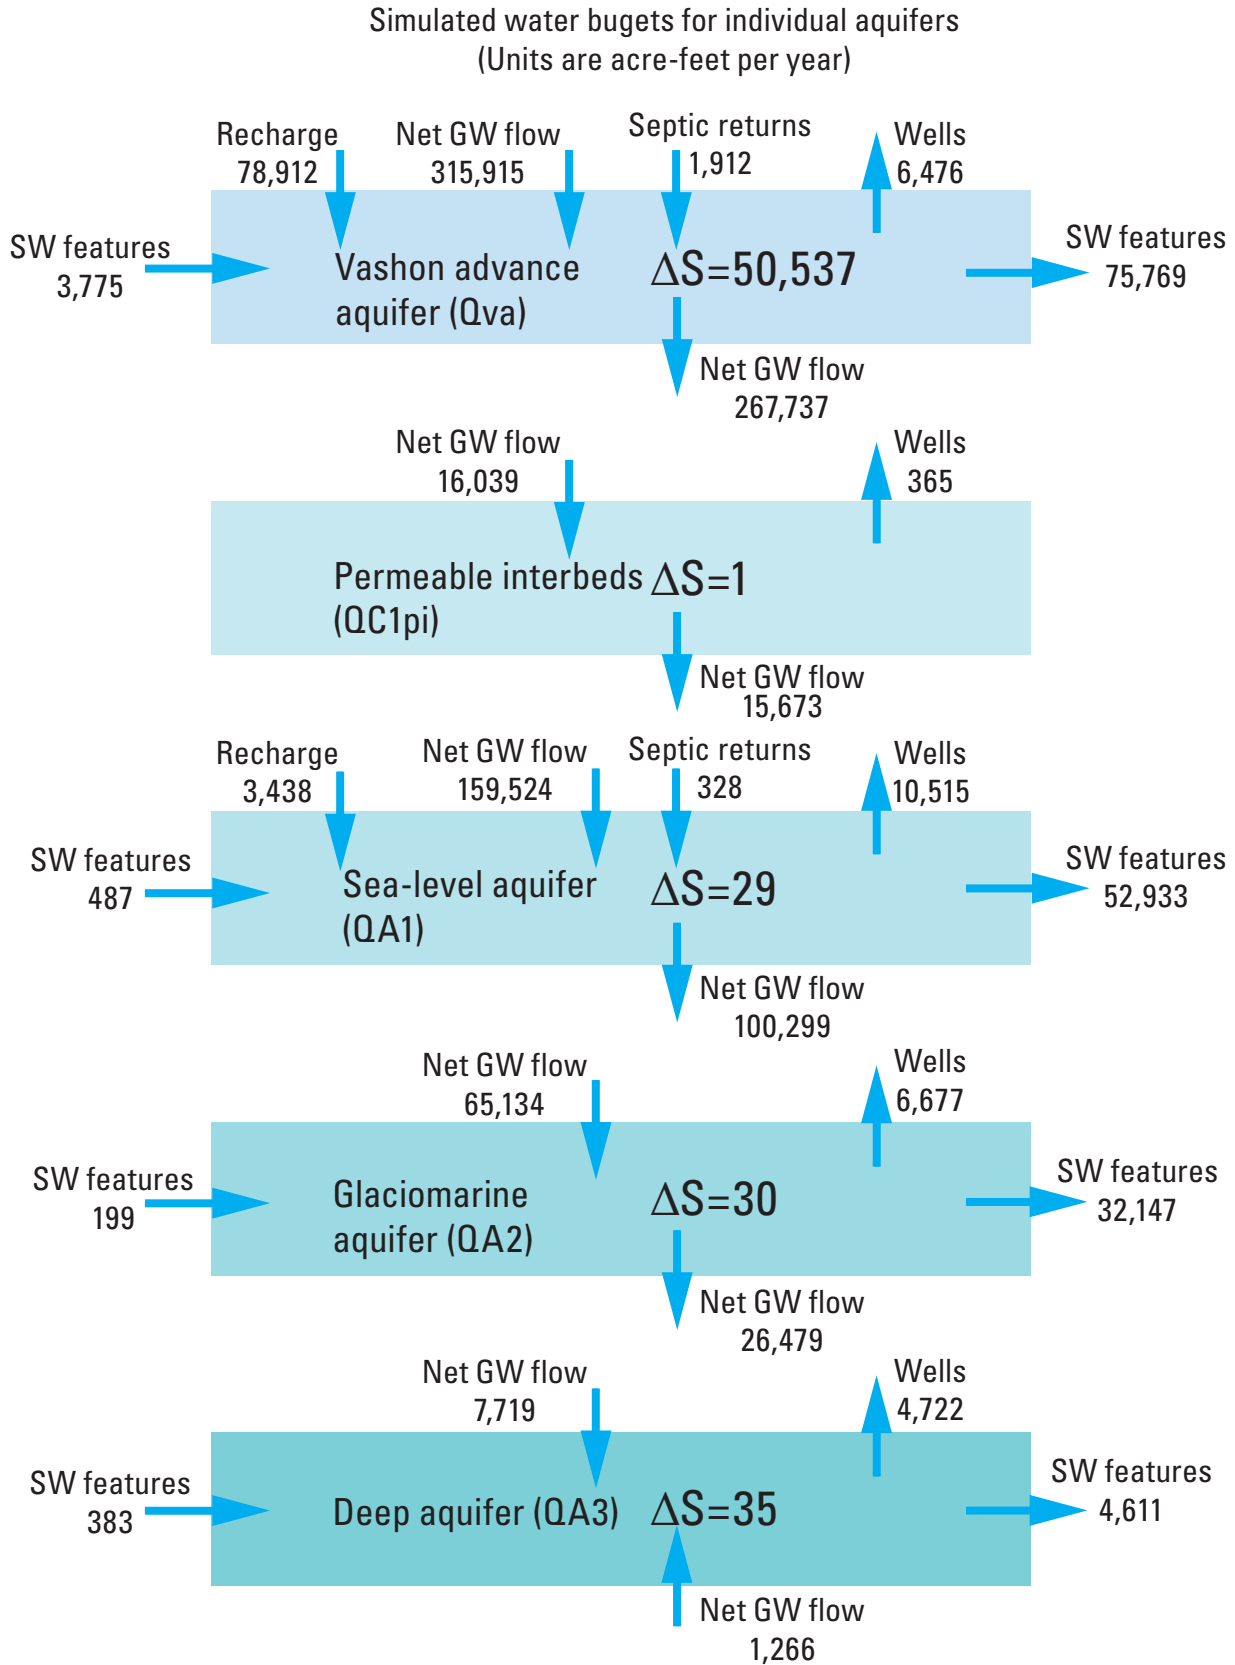 Simulated water bugets for individual aquifers
(Units are acre-feet per year)
Recharge
78,912
Net GW flow
315,915
Septic returns
1,912
Wells
6,476
SW features
3,775
Vashon advance
aquifer (Qva)
ΔS=50,537
SW features
75,769
Net GW flow
267,737
Net GW flow
16,039
Wells
365
Permeable interbeds
(QC1pi)
ΔS=1
Net GW flow
15,673
Recharge
3,438
Net GW flow
159,524
Septic returns
328
Wells
10,515
SW features
487
Sea-level aquifer
(QA1)
ΔS=29
SW features
52,933
Net GW flow
100,299
Net GW flow
65,134
Wells
6,677
SW features
199
Glaciomarine
aquifer (QA2)
ΔS=30
SW features
32,147
Net GW flow
26,479
Net GW flow
7,719
Wells
4,722
SW features
383
Deep aquifer (QA3)
ΔS=35
SW features
4,611
Net GW flow
1,266